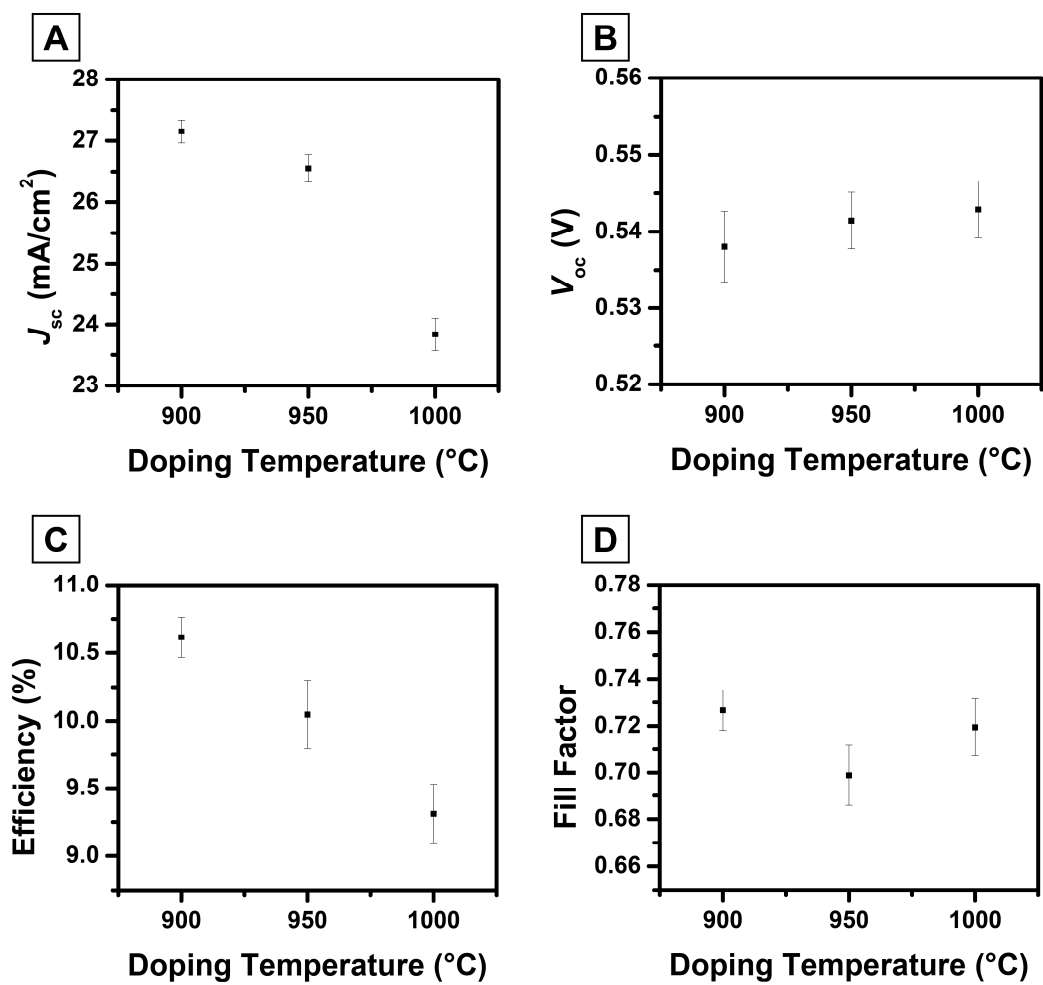 A
28
27
26
25
24
23
J_sc (mA/cm²)
900 950 1000
Doping Temperature (°C)
B
0.56
0.55
0.54
0.53
0.52
V_oc (V)
900 950 1000
Doping Temperature (°C)
C
11.0
10.5
10.0
9.5
9.0
Efficiency (%)
900 950 1000
Doping Temperature (°C)
D
0.78
0.76
0.74
0.72
0.70
0.68
0.66
Fill Factor
900 950 1000
Doping Temperature (°C)